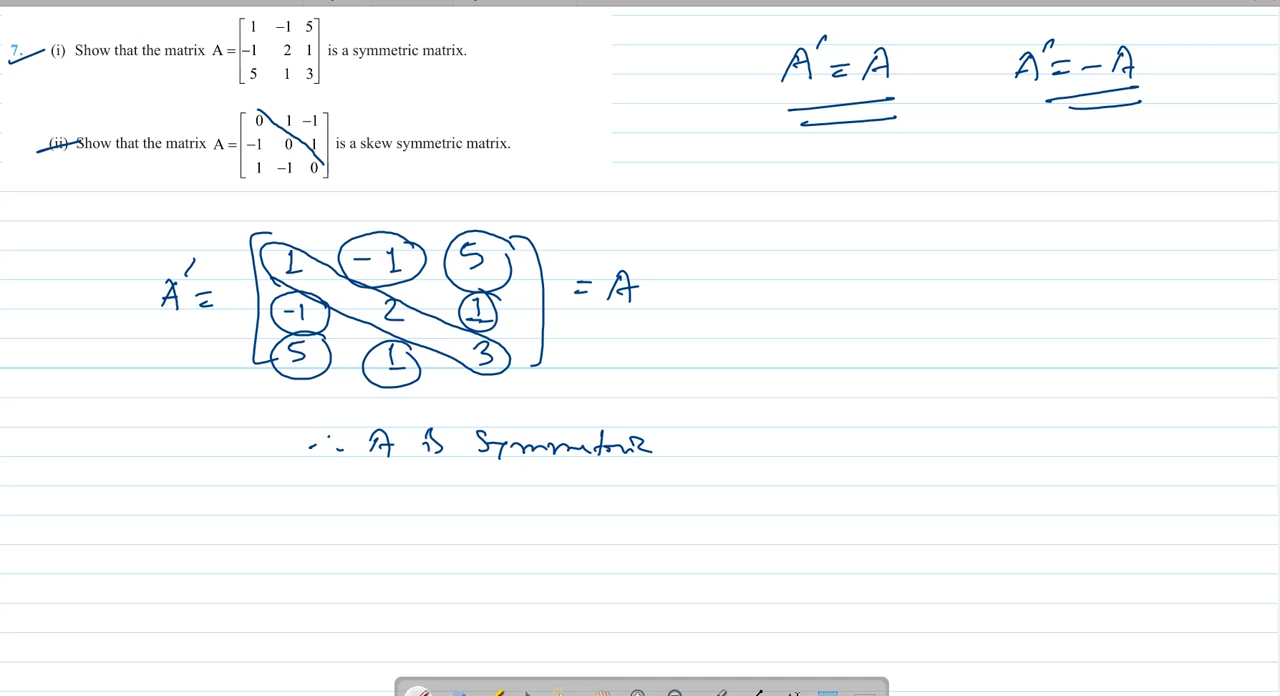 7. (i) Show that the matrix A = [1 −1 5
−1 2 1
5 1 3] is a symmetric matrix.
A′ = A
A′ = −A
(ii) Show that the matrix A = [0 1 −1
−1 0 1
1 −1 0] is a skew symmetric matrix.
A′ = [1 −1 5
−1 2 1
5 1 3] = A
∴ A is symmetric